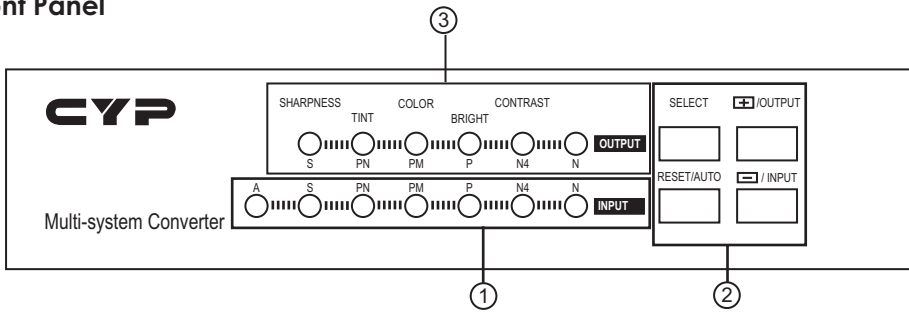 nt Panel
3
CYP
SHARPNESS COLOR CONTRAST
TINT BRIGHT
OUTPUT
S PN PM P N4 N
A S PN PM P N4 N
INPUT
Multi-system Converter
SELECT + /OUTPUT
RESET/AUTO - / INPUT
1
2